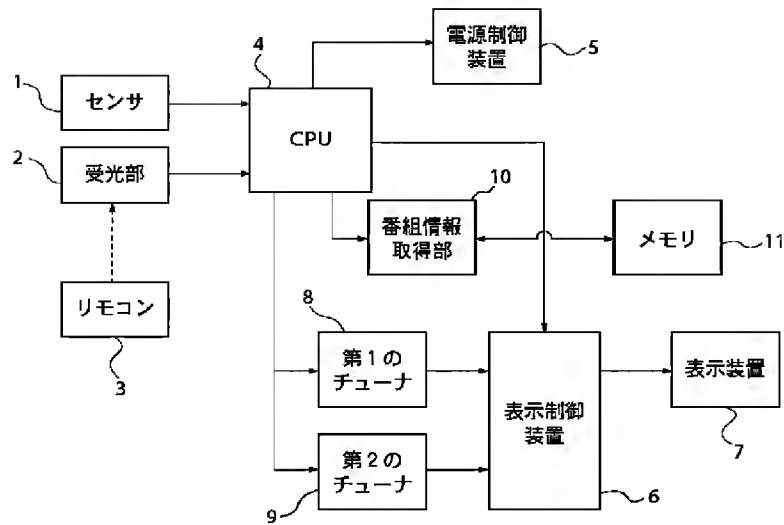 4
電源制御
装置
5
1
センサ
CPU
2
受光部
10
番組情報
取得部
メモリ
11
リモコン
3
8
第1の
チューナ
表示制御
装置
表示装置
7
第2の
チューナ
9
6